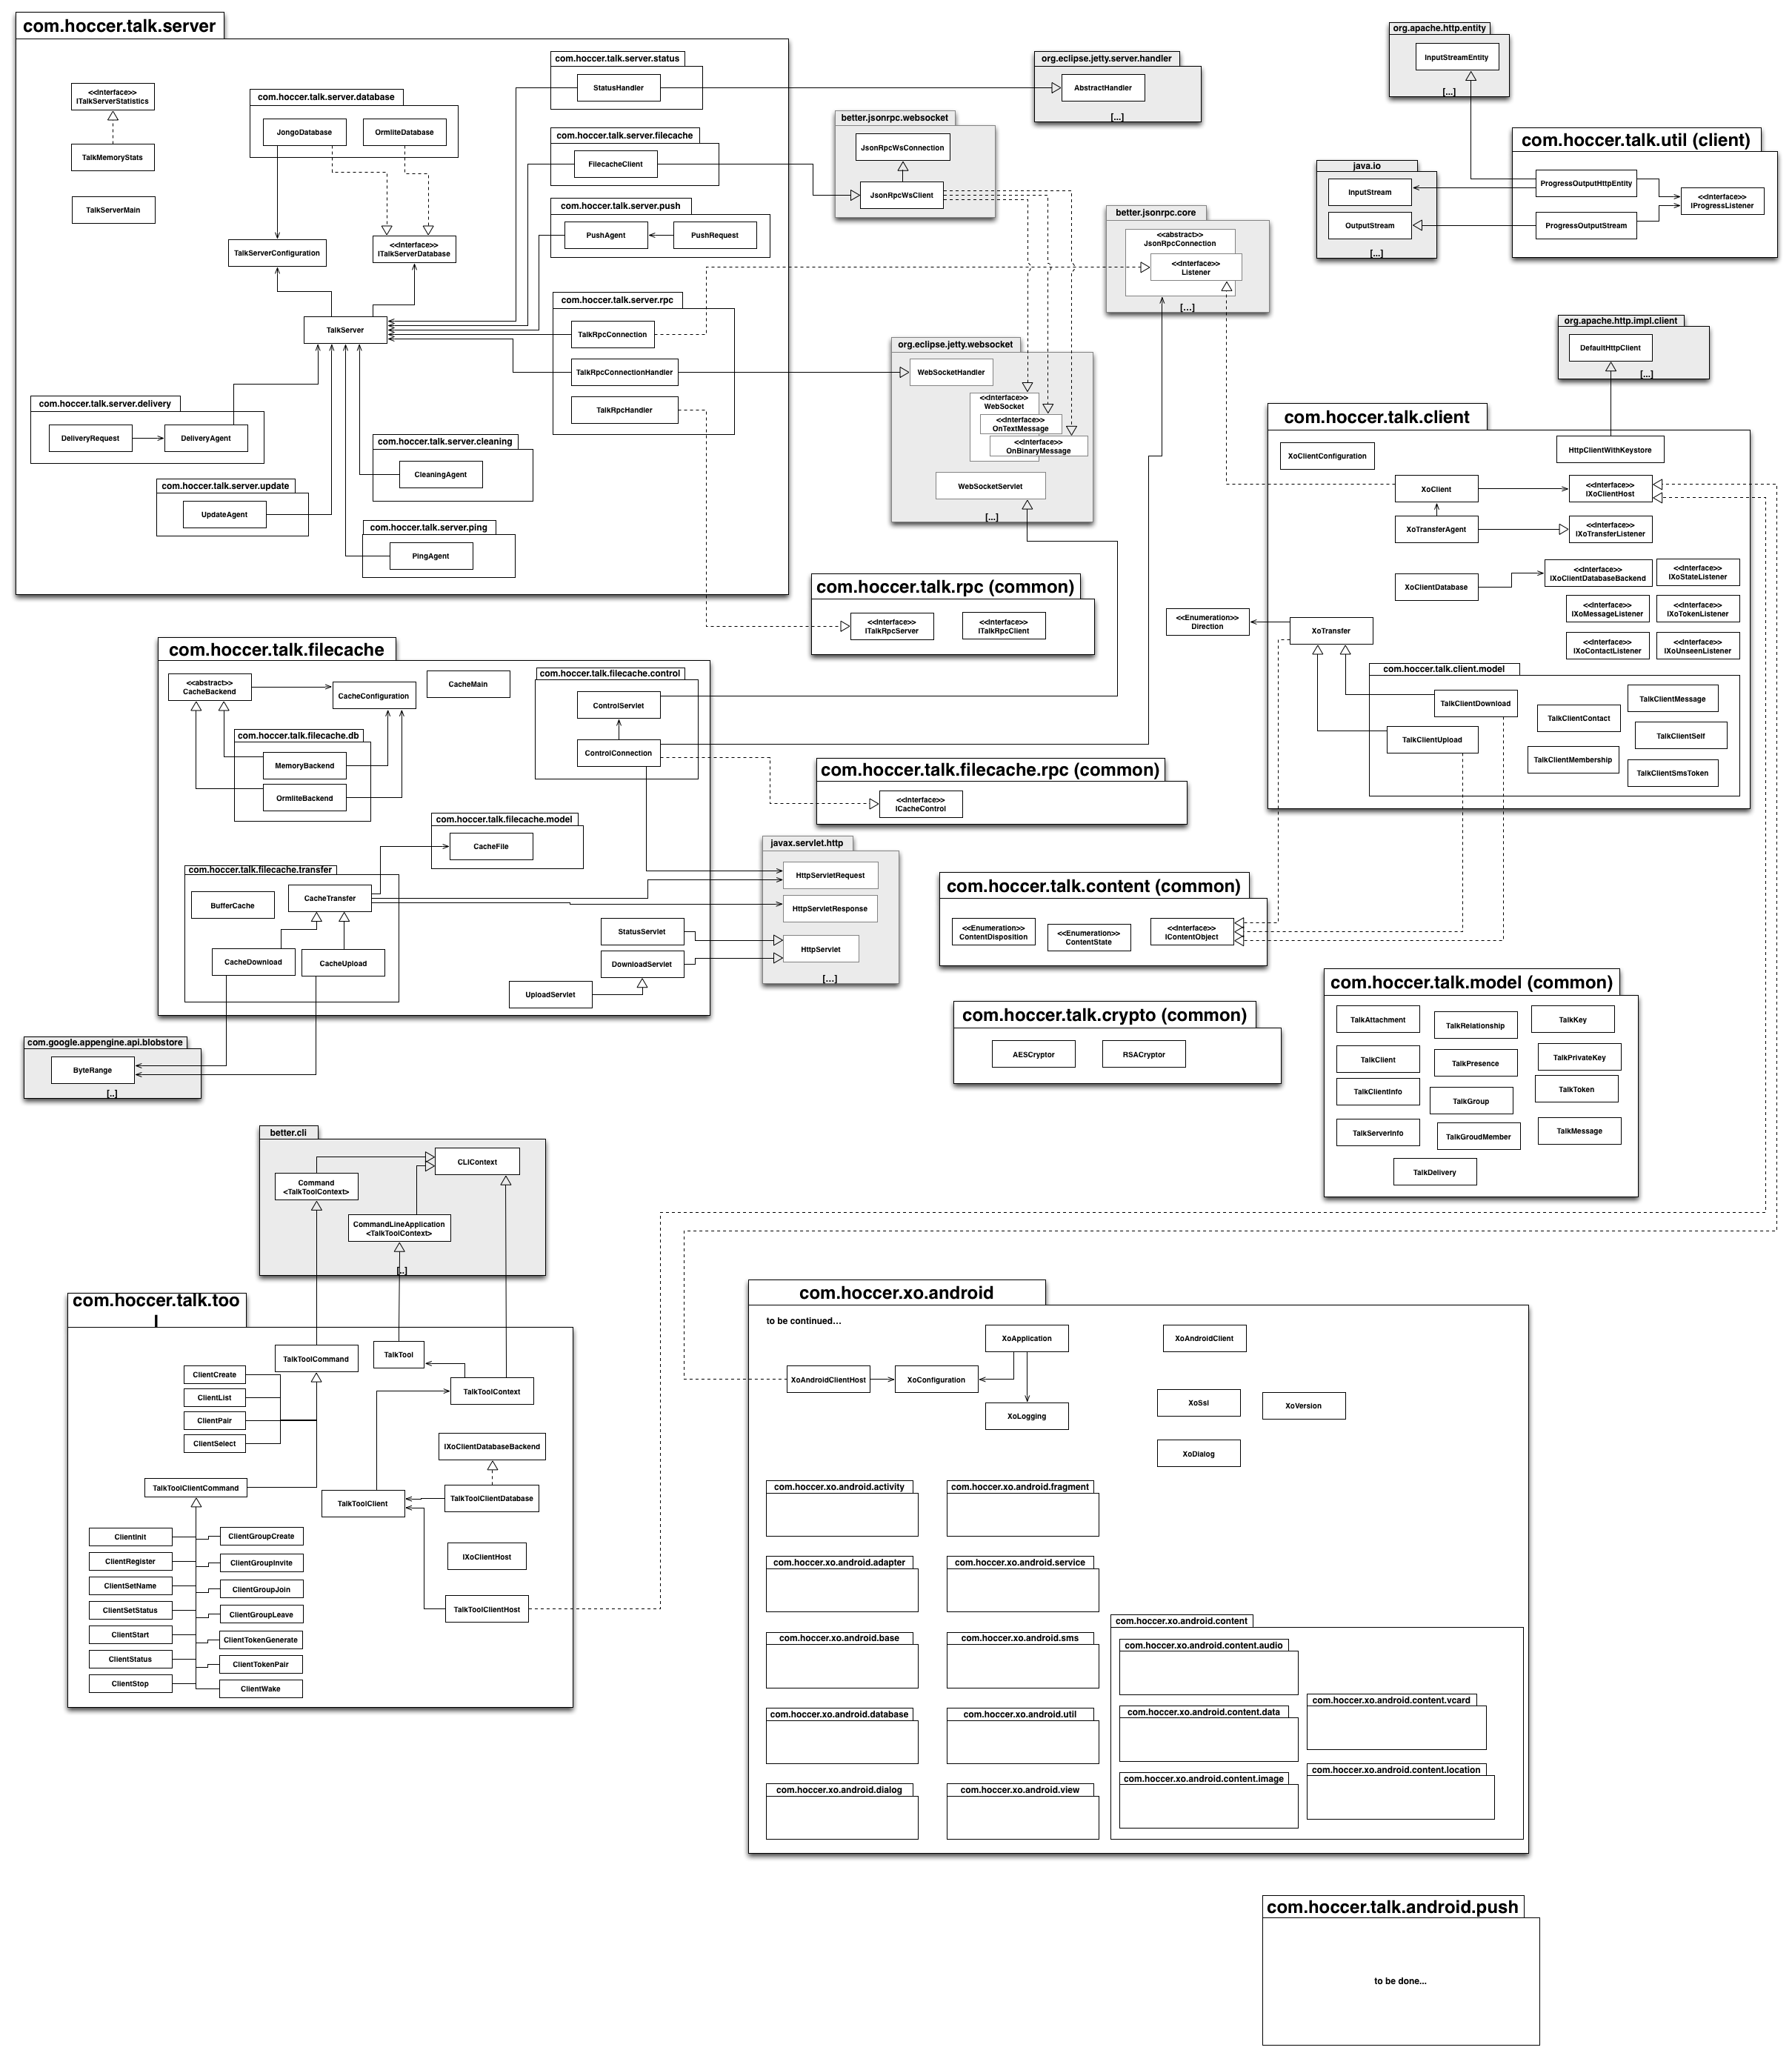 com.hoccer.talk.server
<<Interface>>
ITalkServerStatistics
TalkMemoryStats
TalkServerMain
com.hoccer.talk.server.database
JongoDatabase
OrmliteDatabase
TalkServerConfiguration
<<Interface>>
ITalkServerDatabase
TalkServer
com.hoccer.talk.server.status
StatusHandler
com.hoccer.talk.server.filecache
FilecacheClient
com.hoccer.talk.server.push
PushAgent
PushRequest
com.hoccer.talk.server.rpc
TalkRpcConnection
TalkRpcConnectionHandler
TalkRpcHandler
com.hoccer.talk.server.delivery
DeliveryRequest
DeliveryAgent
com.hoccer.talk.server.cleaning
CleaningAgent
com.hoccer.talk.server.update
UpdateAgent
com.hoccer.talk.server.ping
PingAgent
org.eclipse.jetty.server.handler
AbstractHandler
[...]
better.jsonrpc.websocket
JsonRpcWsConnection
JsonRpcWsClient
better.jsonrpc.core
<<abstract>>
JsonRpcConnection
<<Interface>>
Listener
[...]
org.eclipse.jetty.websocket
WebSocketHandler
<<Interface>>
WebSocket
<<Interface>>
OnTextMessage
<<Interface>>
OnBinaryMessage
WebSocketServlet
[...]
org.apache.http.entity
InputStreamEntity
[...]
com.hoccer.talk.util (client)
ProgressOutputHttpEntity
<<Interface>>
IProgressListener
ProgressOutputStream
java.io
InputStream
OutputStream
[...]
org.apache.http.impl.client
DefaultHttpClient
[...]
com.hoccer.talk.client
XoClientConfiguration
HttpClientWithKeystore
XoClient
<<Interface>>
IXoClientHost
XoTransferAgent
<<Interface>>
IXoTransferListener
XoClientDatabase
<<Interface>>
IXoClientDatabaseBackend
<<Interface>>
IXoStateListener
<<Interface>>
IXoMessageListener
<<Interface>>
IXoTokenListener
<<Interface>>
IXoContactListener
<<Interface>>
IXoUnseenListener
<<Enumeration>>
Direction
XoTransfer
com.hoccer.talk.client.model
TalkClientDownload
TalkClientUpload
TalkClientContact
TalkClientMessage
TalkClientSelf
TalkClientMembership
TalkClientSmsToken
com.hoccer.talk.rpc (common)
<<Interface>>
ITalkRpcServer
<<Interface>>
ITalkRpcClient
com.hoccer.talk.filecache
<<abstract>>
CacheBackend
CacheConfiguration
CacheMain
com.hoccer.talk.filecache.db
MemoryBackend
OrmliteBackend
com.hoccer.talk.filecache.control
ControlServlet
ControlConnection
com.hoccer.talk.filecache.model
CacheFile
com.hoccer.talk.filecache.transfer
BufferCache
CacheTransfer
CacheDownload
CacheUpload
StatusServlet
DownloadServlet
UploadServlet
com.hoccer.talk.filecache.rpc (common)
<<Interface>>
ICacheControl
javax.servlet.http
HttpServletRequest
HttpServletResponse
HttpServlet
[...]
com.hoccer.talk.content (common)
<<Enumeration>>
ContentDisposition
<<Enumeration>>
ContentState
<<Interface>>
IContentObject
com.hoccer.talk.crypto (common)
AESCryptor
RSACryptor
com.hoccer.talk.model (common)
TalkAttachment
TalkRelationship
TalkKey
TalkClient
TalkPresence
TalkPrivateKey
TalkClientInfo
TalkGroup
TalkToken
TalkServerInfo
TalkGroudMember
TalkMessage
TalkDelivery
com.google.appengine.api.blobstore
ByteRange
[..]
better.cli
CLIContext
Command
<TalkToolContext>
CommandLineApplication
<TalkToolContext>
[..]
com.hoccer.talk.too
l
TalkToolCommand
TalkTool
TalkToolContext
ClientCreate
ClientList
ClientPair
ClientSelect
TalkToolClientCommand
TalkToolClient
IXoClientDatabaseBackend
TalkToolClientDatabase
IXoClientHost
TalkToolClientHost
ClientInit
ClientRegister
ClientSetName
ClientSetStatus
ClientStart
ClientStatus
ClientStop
ClientGroupCreate
ClientGroupInvite
ClientGroupJoin
ClientGroupLeave
ClientTokenGenerate
ClientTokenPair
ClientWake
com.hoccer.xo.android
to be continued...
XoApplication
XoAndroidClient
XoAndroidClientHost
XoConfiguration
XoLogging
XoSsl
XoVersion
XoDialog
com.hoccer.xo.android.activity
com.hoccer.xo.android.fragment
com.hoccer.xo.android.adapter
com.hoccer.xo.android.service
com.hoccer.xo.android.base
com.hoccer.xo.android.sms
com.hoccer.xo.android.database
com.hoccer.xo.android.util
com.hoccer.xo.android.dialog
com.hoccer.xo.android.view
com.hoccer.xo.android.content
com.hoccer.xo.android.content.audio
com.hoccer.xo.android.content.vcard
com.hoccer.xo.android.content.data
com.hoccer.xo.android.content.location
com.hoccer.xo.android.content.image
com.hoccer.talk.android.push
to be done...